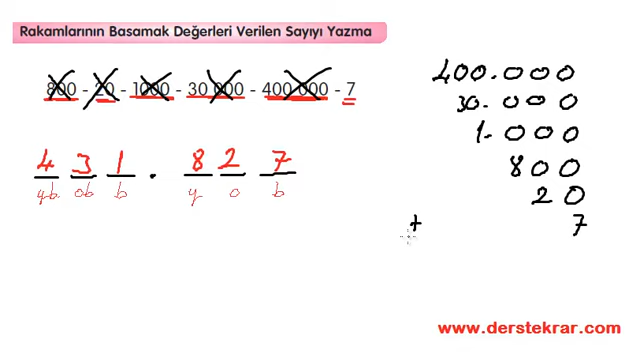 Rakamlarının Basamak Değerleri Verilen Sayıyı Yazma
800 - 20 - 1000 - 30 000 - 400 000 - 7
4 3 1 . 8 2 7
yb ob b y o b
400.000
30.000
1.000
800
20
+ 7
www.derstekrar.com